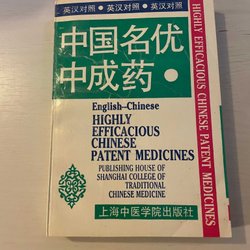 英汉对照 • 英汉对照 • 英汉对照
中国名优
中成药 •
English–Chinese
HIGHLY
EFFICACIOUS
CHINESE
PATENT MEDICINES
PUBLISHING HOUSE OF
SHANGHAI COLLEGE OF
TRADITIONAL
CHINESE MEDICINE
上海中医学院出版社
HIGHLY EFFICACIOUS CHINESE PATENT MEDICINES